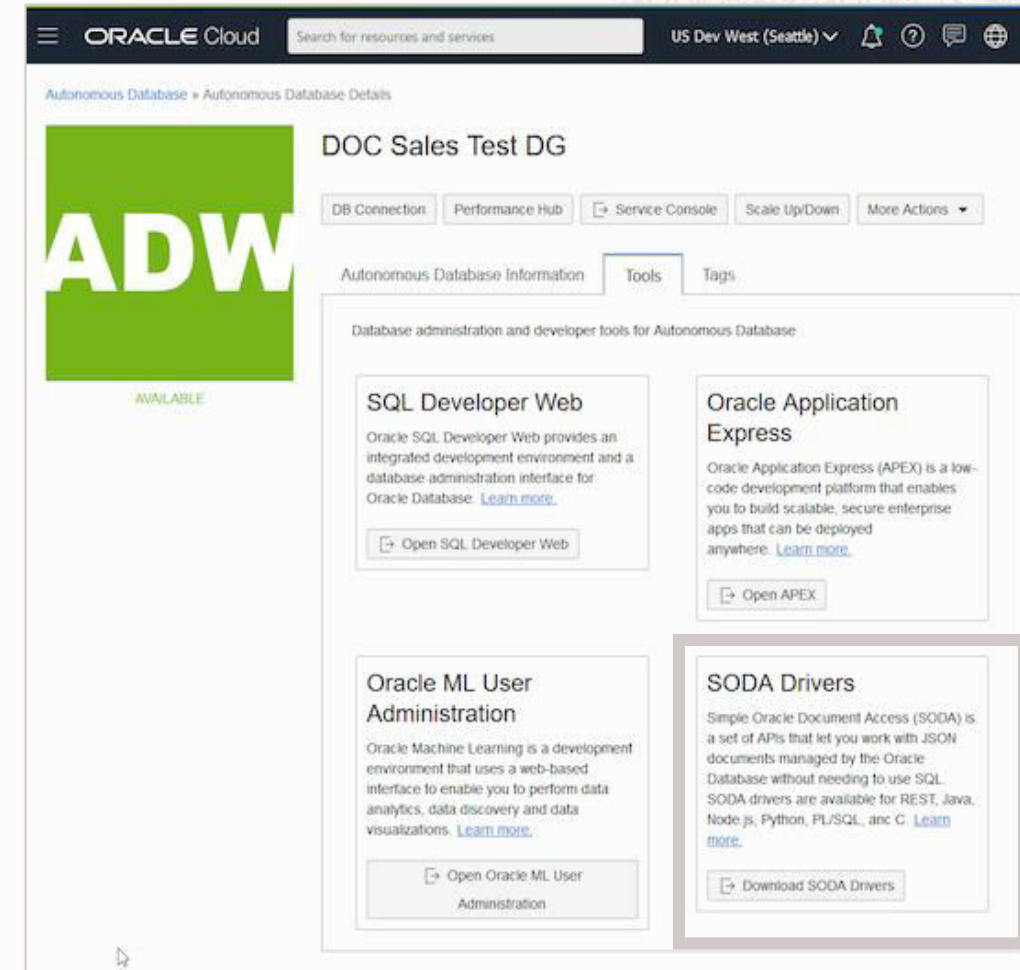 ORACLE Cloud
Search for resources and services
US Dev West (Seattle)
Autonomous Database » Autonomous Database Details
ADW
AVAILABLE
DOC Sales Test DG
DB Connection
Performance Hub
Service Console
Scale Up/Down
More Actions
Autonomous Database Information
Tools
Tags
Database administration and developer tools for Autonomous Database
SQL Developer Web
Oracle SQL Developer Web provides an
integrated development environment and a
database administration interface for
Oracle Database. Learn more.
Open SQL Developer Web
Oracle Application
Express
Oracle Application Express (APEX) is a low-
code development platform that enables
you to build scalable, secure enterprise
apps that can be deployed
anywhere. Learn more.
Open APEX
Oracle ML User
Administration
Oracle Machine Learning is a development
environment that uses a web-based
interface to enable you to perform data
analytics, data discovery and data
visualizations. Learn more.
Open Oracle ML User
Administration
SODA Drivers
Simple Oracle Document Access (SODA) is
a set of APIs that let you work with JSON
documents managed by the Oracle
Database without needing to use SQL.
SODA drivers are available for REST, Java,
Node.js, Python, PL/SQL, anc C. Learn
more.
Download SODA Drivers